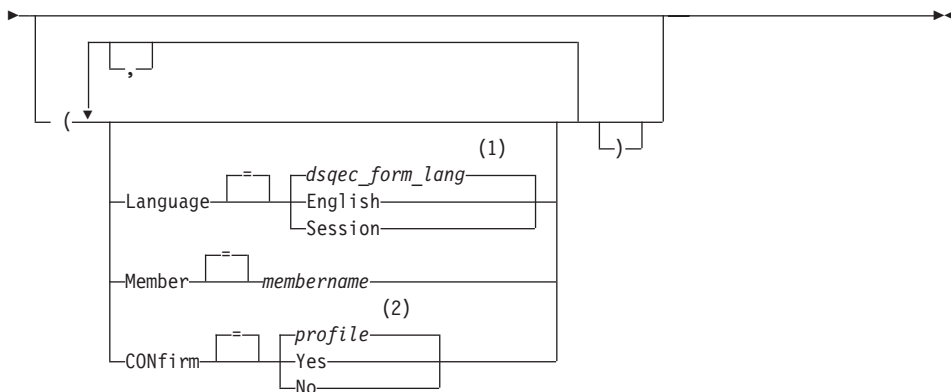 ,
( )
(1)
= dsqec_form_lang
Language English
Session
=
Member membername
(2)
= profile
CONfirm Yes
No